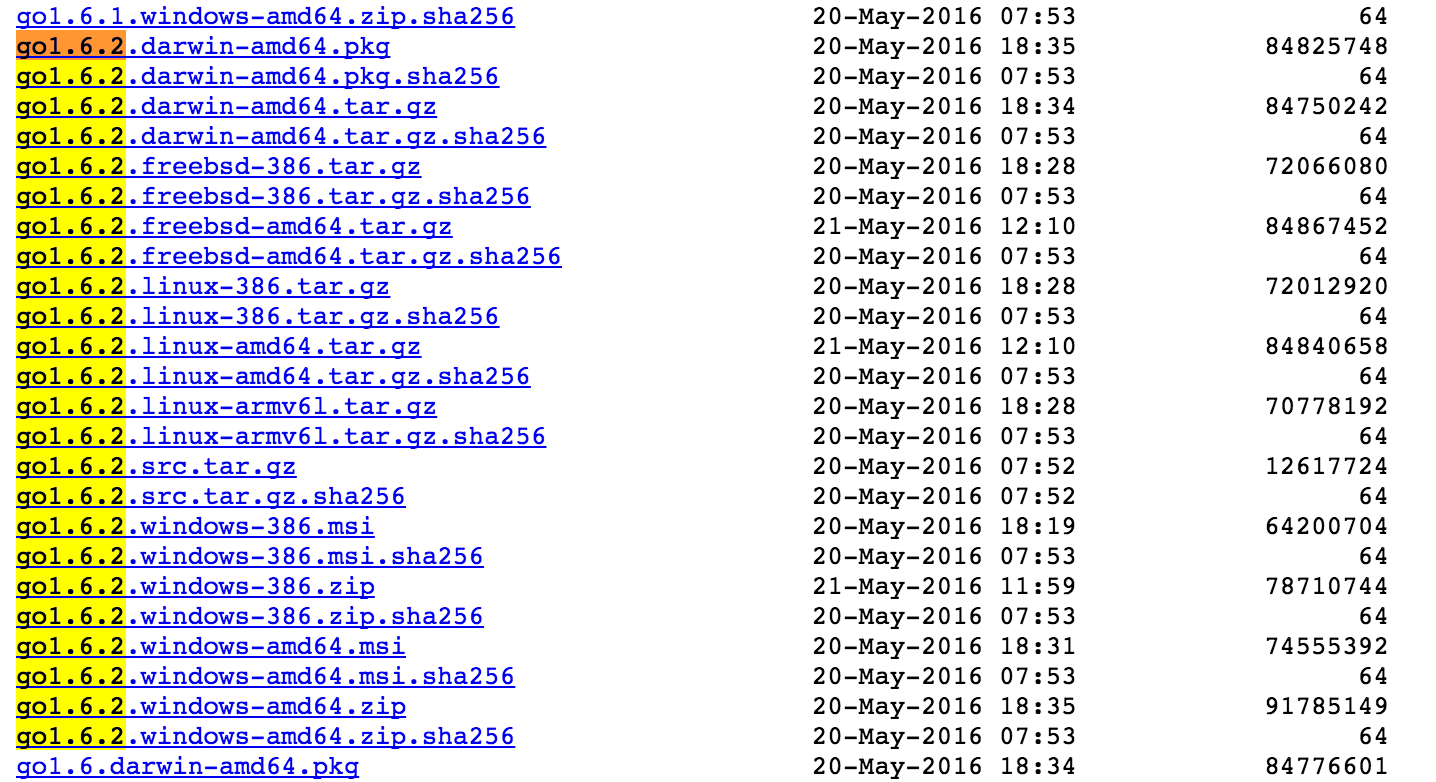 go1.6.1.windows-amd64.zip.sha256 20-May-2016 07:53 64
go1.6.2.darwin-amd64.pkg 20-May-2016 18:35 84825748
go1.6.2.darwin-amd64.pkg.sha256 20-May-2016 07:53 64
go1.6.2.darwin-amd64.tar.gz 20-May-2016 18:34 84750242
go1.6.2.darwin-amd64.tar.gz.sha256 20-May-2016 07:53 64
go1.6.2.freebsd-386.tar.gz 20-May-2016 18:28 72066080
go1.6.2.freebsd-386.tar.gz.sha256 20-May-2016 07:53 64
go1.6.2.freebsd-amd64.tar.gz 21-May-2016 12:10 84867452
go1.6.2.freebsd-amd64.tar.gz.sha256 20-May-2016 07:53 64
go1.6.2.linux-386.tar.gz 20-May-2016 18:28 72012920
go1.6.2.linux-386.tar.gz.sha256 20-May-2016 07:53 64
go1.6.2.linux-amd64.tar.gz 21-May-2016 12:10 84840658
go1.6.2.linux-amd64.tar.gz.sha256 20-May-2016 07:53 64
go1.6.2.linux-armv6l.tar.gz 20-May-2016 18:28 70778192
go1.6.2.linux-armv6l.tar.gz.sha256 20-May-2016 07:53 64
go1.6.2.src.tar.gz 20-May-2016 07:52 12617724
go1.6.2.src.tar.gz.sha256 20-May-2016 07:52 64
go1.6.2.windows-386.msi 20-May-2016 18:19 64200704
go1.6.2.windows-386.msi.sha256 20-May-2016 07:53 64
go1.6.2.windows-386.zip 21-May-2016 11:59 78710744
go1.6.2.windows-386.zip.sha256 20-May-2016 07:53 64
go1.6.2.windows-amd64.msi 20-May-2016 18:31 74555392
go1.6.2.windows-amd64.msi.sha256 20-May-2016 07:53 64
go1.6.2.windows-amd64.zip 20-May-2016 18:35 91785149
go1.6.2.windows-amd64.zip.sha256 20-May-2016 07:53 64
go1.6.darwin-amd64.pkg 20-May-2016 18:34 84776601